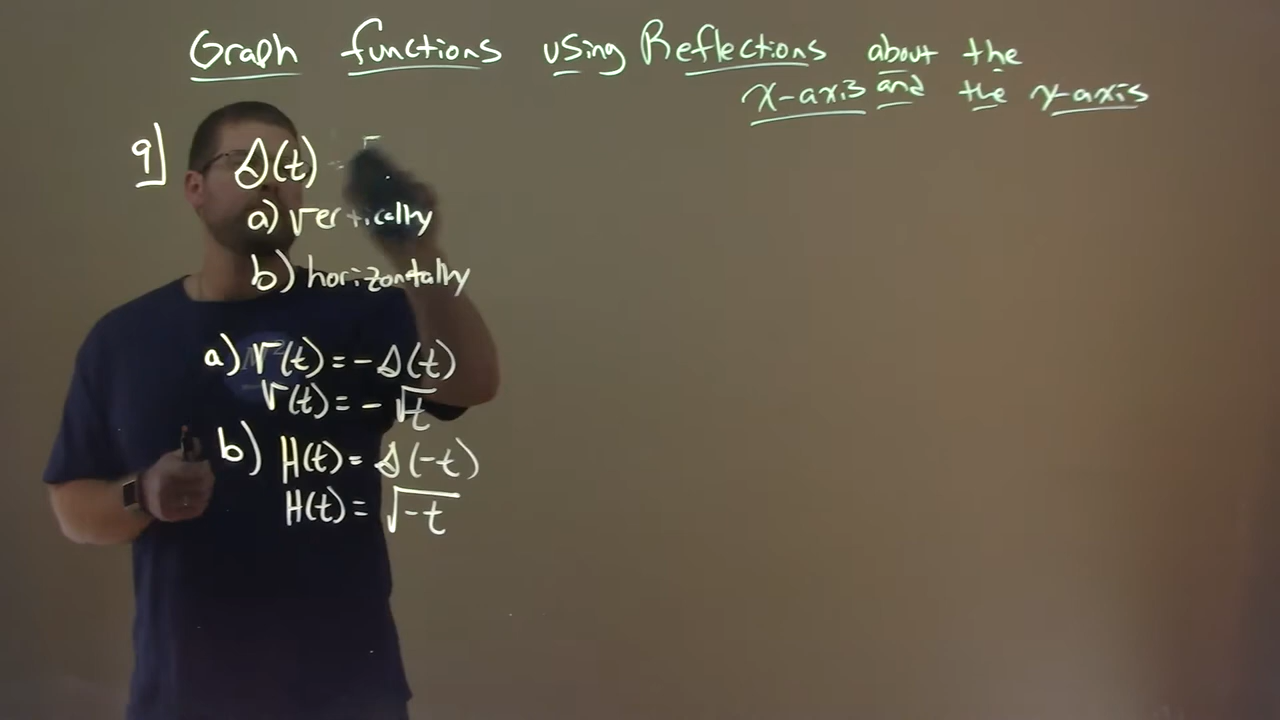 Graph functions using Reflections about the
x-axis and the y-axis
9] s(t) =
a) vertically
b) horizontally
a) V(t) = - s(t)
V(t) = - √t
b) H(t) = s(-t)
H(t) = √-t